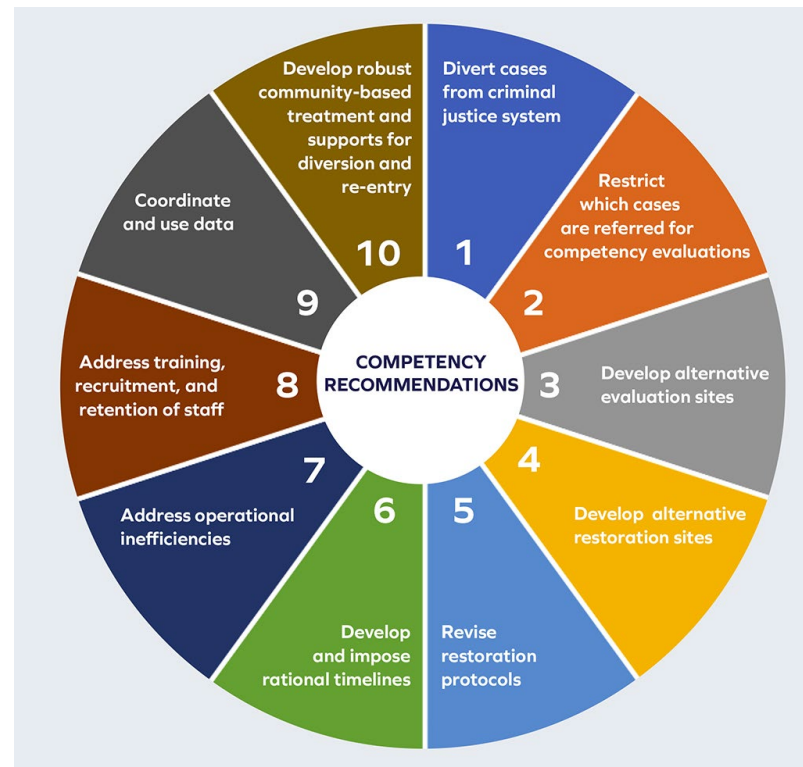 COMPETENCY
RECOMMENDATIONS
Divert cases
from criminal
justice system
1
Restrict
which cases
are referred for
competency evaluations
2
3
Develop alternative
evaluation sites
4
Develop alternative
restoration sites
5
Revise
restoration
protocols
6
Develop
and impose
rational timelines
7
Address operational
inefficiencies
Address training,
recruitment, and
retention of staff
8
Coordinate
and use data
9
Develop robust
community-based
treatment and
supports for
diversion and
re-entry
10